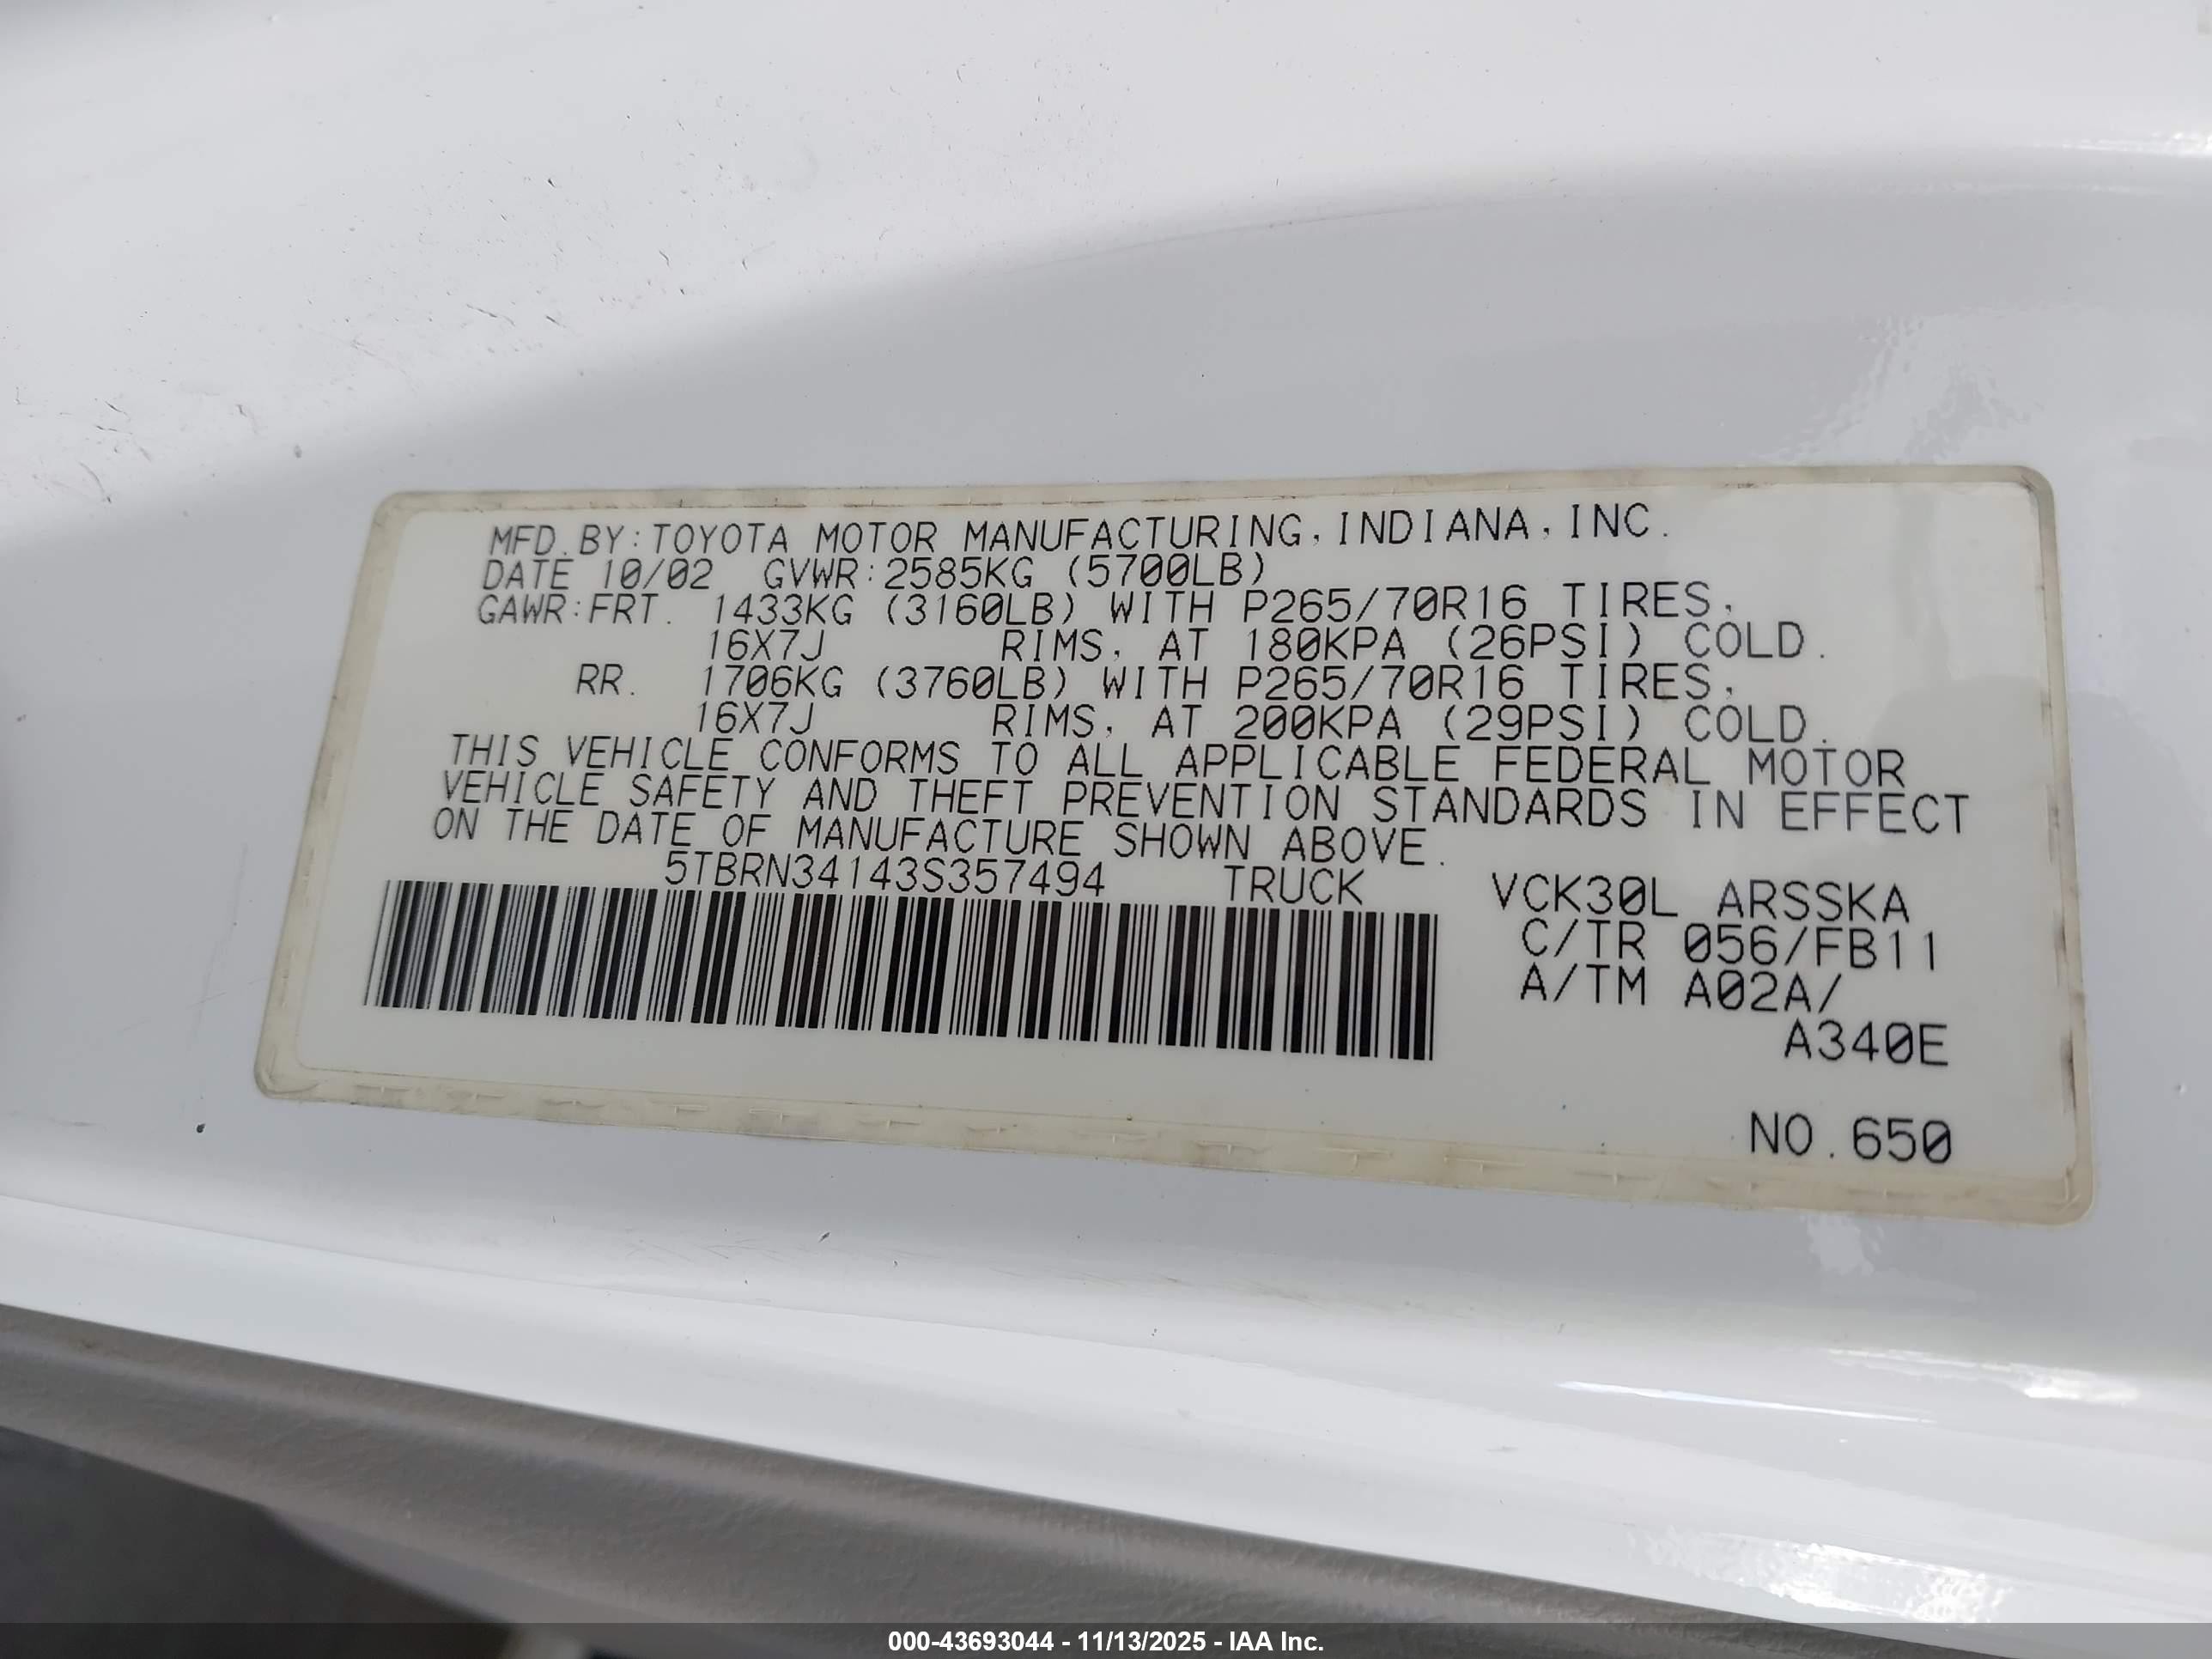 MFD.BY:TOYOTA MOTOR MANUFACTURING,INDIANA,INC.
DATE 10/02 GVWR:2585KG (5700LB)
GAWR:FRT. 1433KG (3160LB) WITH P265/70R16 TIRES,
16X7J RIMS, AT 180KPA (26PSI) COLD.
RR. 1706KG (3760LB) WITH P265/70R16 TIRES,
16X7J RIMS, AT 200KPA (29PSI) COLD.
THIS VEHICLE CONFORMS TO ALL APPLICABLE FEDERAL MOTOR
VEHICLE SAFETY AND THEFT PREVENTION STANDARDS IN EFFECT
ON THE DATE OF MANUFACTURE SHOWN ABOVE.
5TBRN34143S357494 TRUCK VCK30L ARSSKA
C/TR 056/FB11
A/TM A02A/
A340E
NO.650
000-43693044 - 11/13/2025 - IAA Inc.